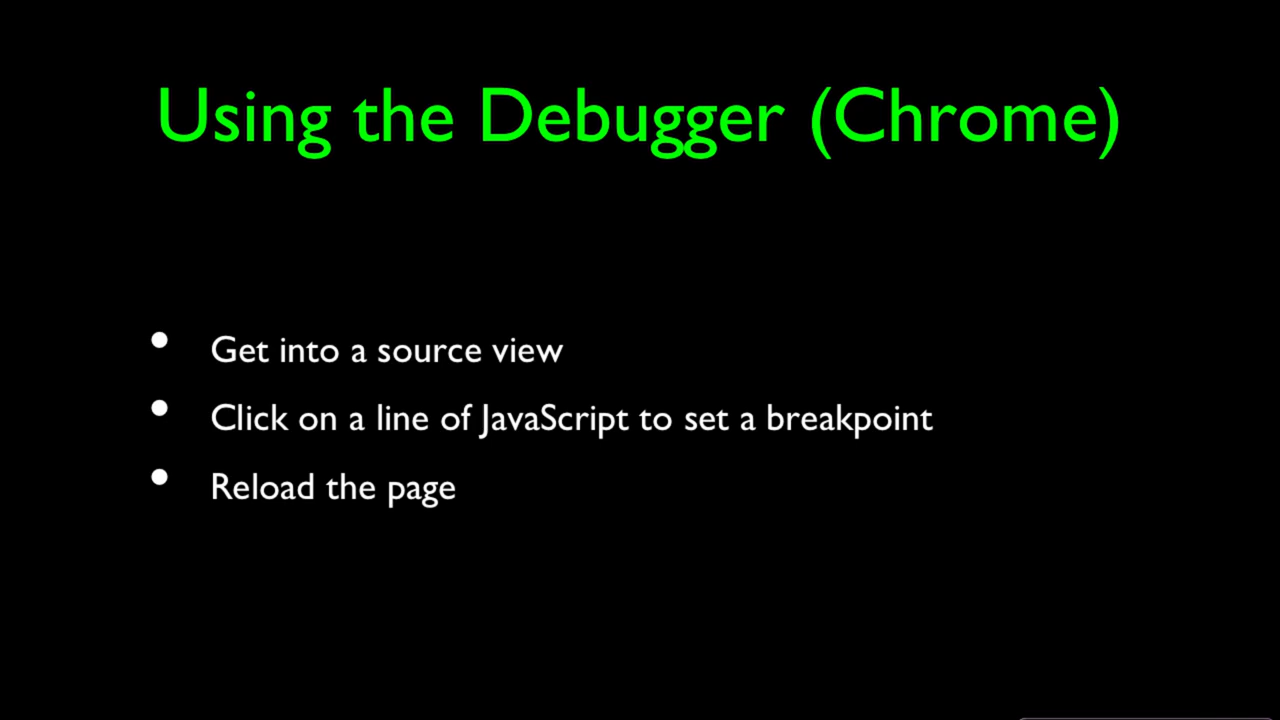 Using the Debugger (Chrome)
• Get into a source view
• Click on a line of JavaScript to set a breakpoint
• Reload the page